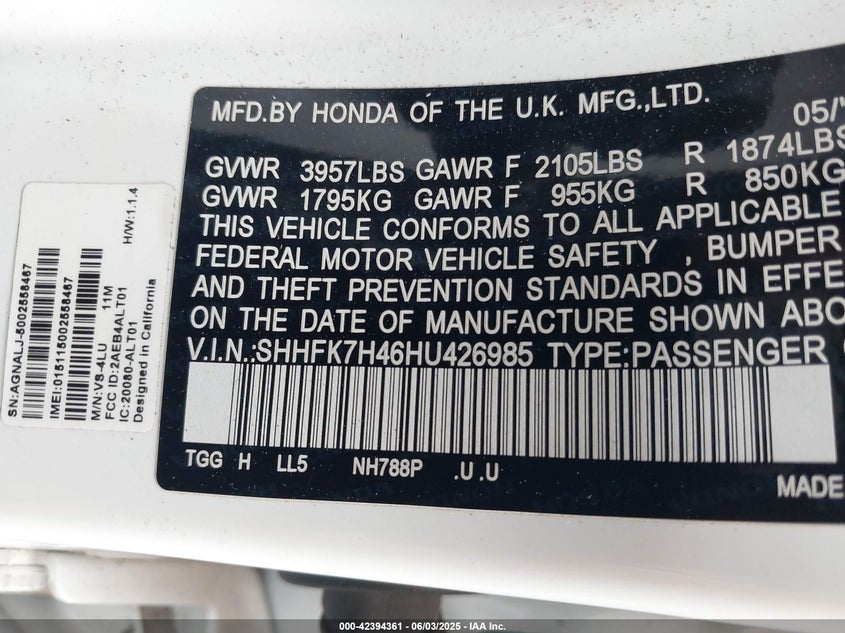 MFD.BY HONDA OF THE U.K. MFG.,LTD.
05/
GVWR 3957LBS GAWR F 2105LBS R 1874LBS
GVWR 1795KG GAWR F 955KG R 850KG
THIS VEHICLE CONFORMS TO ALL APPLICABLE
FEDERAL MOTOR VEHICLE SAFETY , BUMPER
AND THEFT PREVENTION STANDARDS IN EFFE
ON THE DATE OF MANUFACTURE SHOWN ABO
V.I.N.:SHHFK7H46HU426985 TYPE:PASSENGER
TGG H LL5 NH788P .U .U
MADE
SN:AGNALJ-5002558467
IMEI:015115002558467
M/N:VS-4LU 11M
FCC ID:2AEB4ALT01
IC:20080-ALT01
Designed in California
H/W:1.1.4
000-42394361 - 06/03/2025 - IAA Inc.